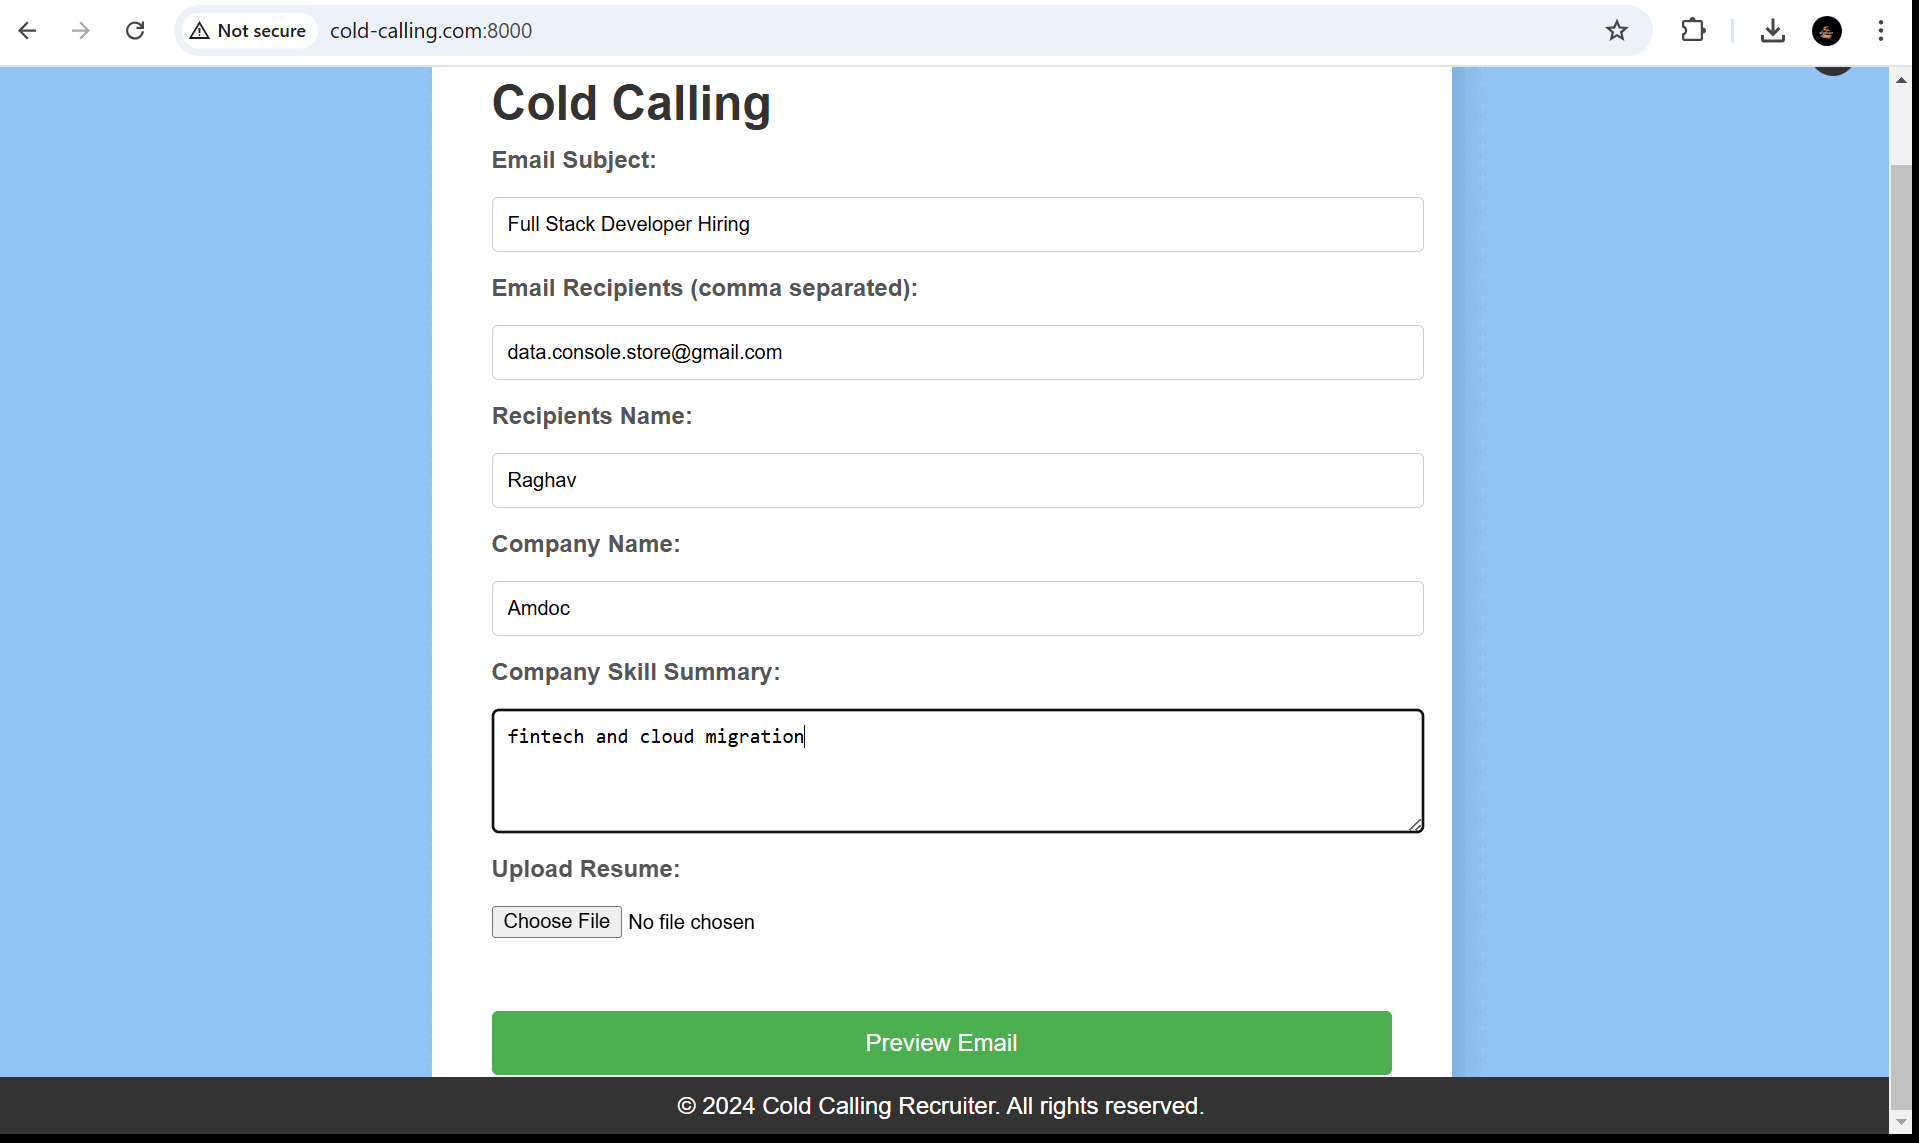 Not secure
cold-calling.com:8000
Cold Calling
Email Subject:
Full Stack Developer Hiring
Email Recipients (comma separated):
data.console.store@gmail.com
Recipients Name:
Raghav
Company Name:
Amdoc
Company Skill Summary:
fintech and cloud migration
Upload Resume:
Choose File No file chosen
Preview Email
© 2024 Cold Calling Recruiter. All rights reserved.